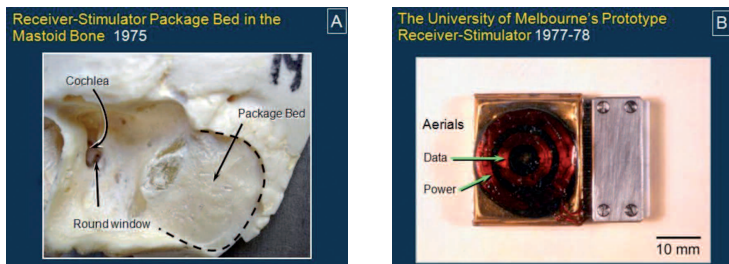 Receiver-Stimulator Package Bed in the
Mastoid Bone 1975
A
Cochlea
Package Bed
Round window
The University of Melbourne's Prototype
Receiver-Stimulator 1977-78
B
Aerials
Data
Power
10 mm